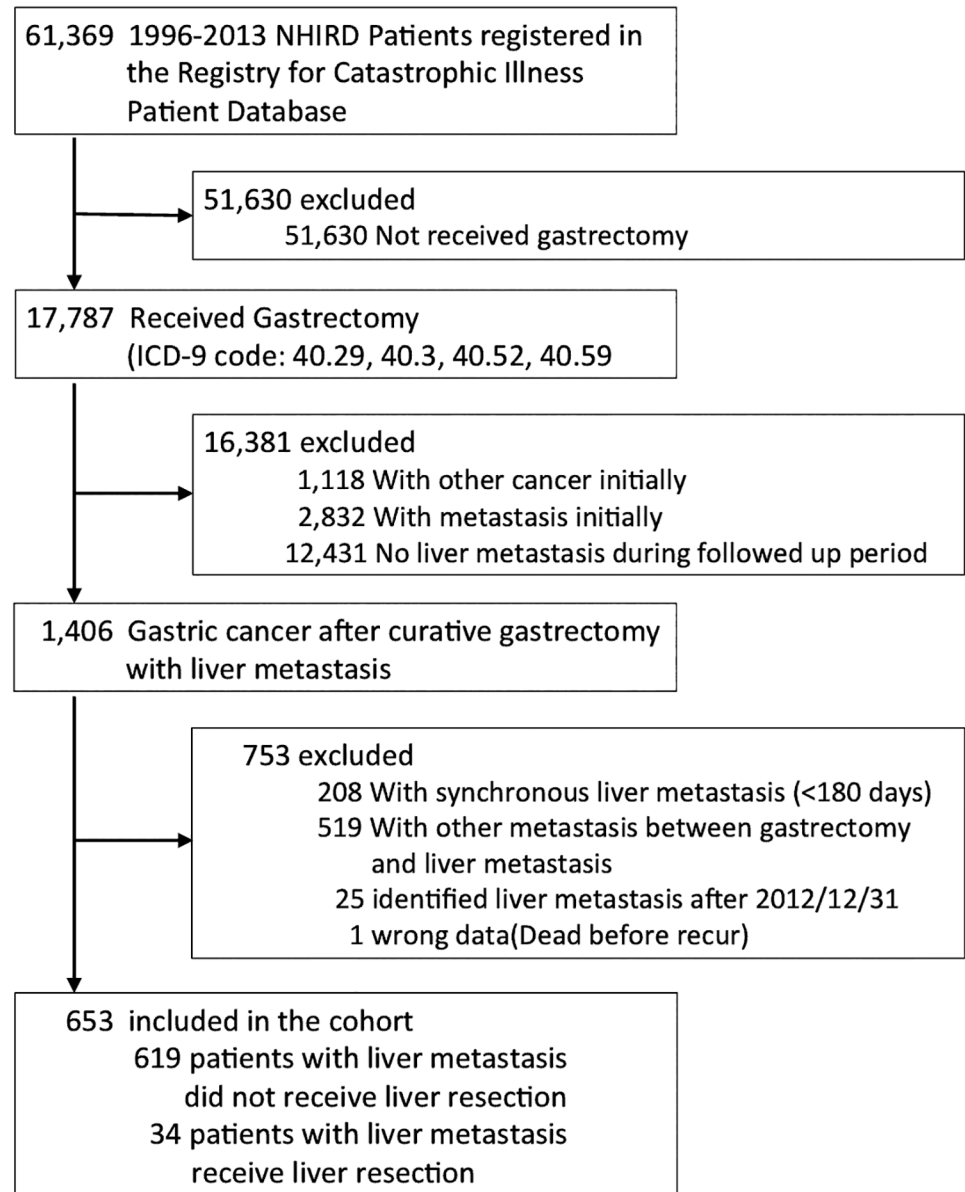 61,369 1996-2013 NHIRD Patients registered in
the Registry for Catastrophic Illness
Patient Database
51,630 excluded
51,630 Not received gastrectomy
17,787 Received Gastrectomy
(ICD-9 code: 40.29, 40.3, 40.52, 40.59
16,381 excluded
1,118 With other cancer initially
2,832 With metastasis initially
12,431 No liver metastasis during followed up period
1,406 Gastric cancer after curative gastrectomy
with liver metastasis
753 excluded
208 With synchronous liver metastasis (<180 days)
519 With other metastasis between gastrectomy
and liver metastasis
25 identified liver metastasis after 2012/12/31
1 wrong data(Dead before recur)
653 included in the cohort
619 patients with liver metastasis
did not receive liver resection
34 patients with liver metastasis
receive liver resection